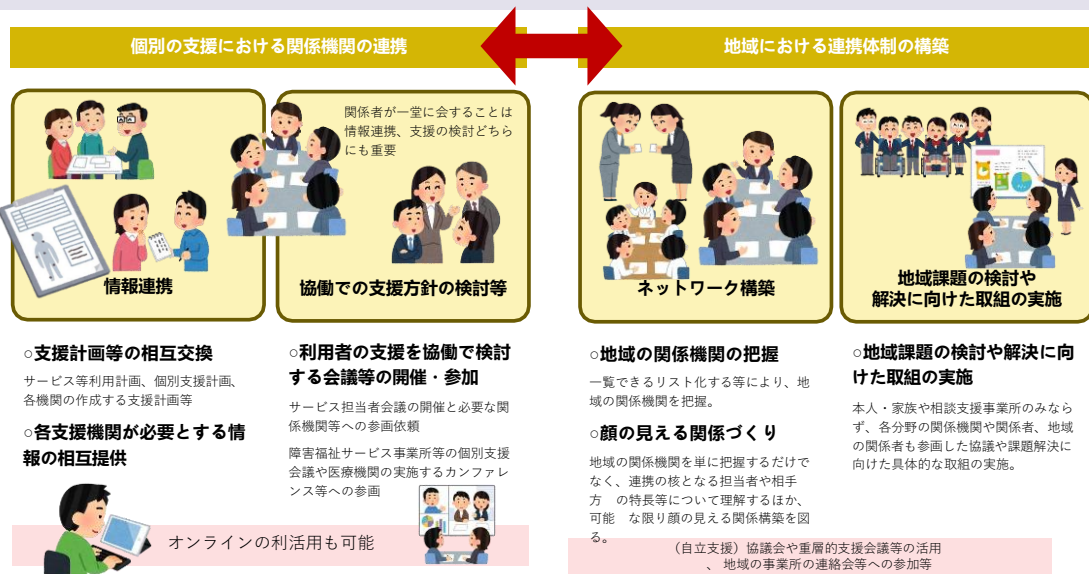 個別の支援における関係機関の連携
地域における連携体制の構築
関係者が一堂に会することは
情報連携、支援の検討どちら
にも重要
情報連携
協働での支援方針の検討等
ネットワーク構築
地域課題の検討や
解決に向けた取組の実施
○支援計画等の相互交換
サービス等利用計画、個別支援計画、
各機関の作成する支援計画等
○各支援機関が必要とする情
報の相互提供
○利用者の支援を協働で検討
する会議等の開催・参加
サービス担当者会議の開催と必要な関
係機関等への参画依頼
障害福祉サービス事業所等の個別支援
会議や医療機関の実施するカンファレ
ンス等への参画
オンラインの利活用も可能
○地域の関係機関の把握
一覧できるリスト化する等により、地
域の関係機関を把握。
○顔の見える関係づくり
地域の関係機関を単に把握するだけ
でなく、連携の核となる担当者や相手
方　の特長等について理解するほか、
可能　な限り顔の見える関係構築を図
る。
○地域課題の検討や解決に向
けた取組の実施
本人・家族や相談支援事業所のみなら
ず、各分野の関係機関や関係者、地域
の関係者も参画した協議や課題解決に
向けた具体的な取組の実施。
（自立支援）協議会や重層的支援会議等の活用
、地域の事業所の連絡会等への参加等